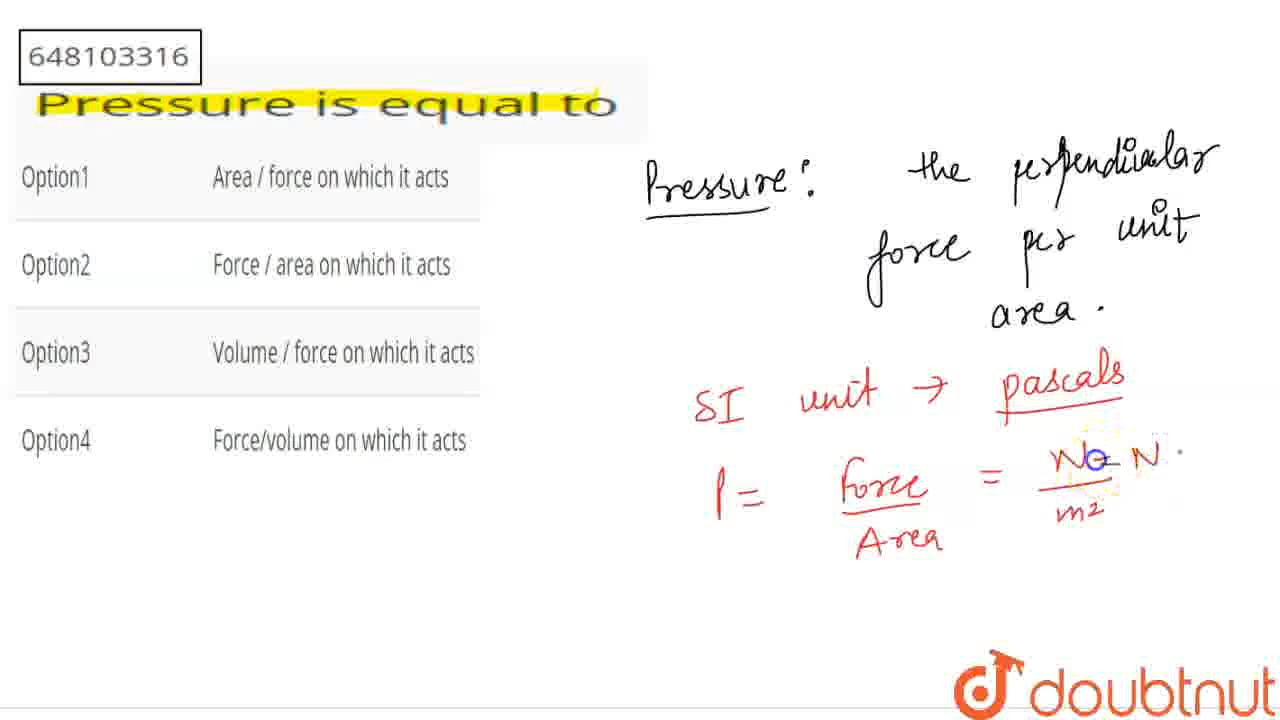 648103316
Pressure is equal to
Option1 Area / force on which it acts
Option2 Force / area on which it acts
Option3 Volume / force on which it acts
Option4 Force/volume on which it acts
Pressure: the perpendicular
force per unit
area.
SI unit → pascals
P = Force / Area = N / m² - N
doubtnut